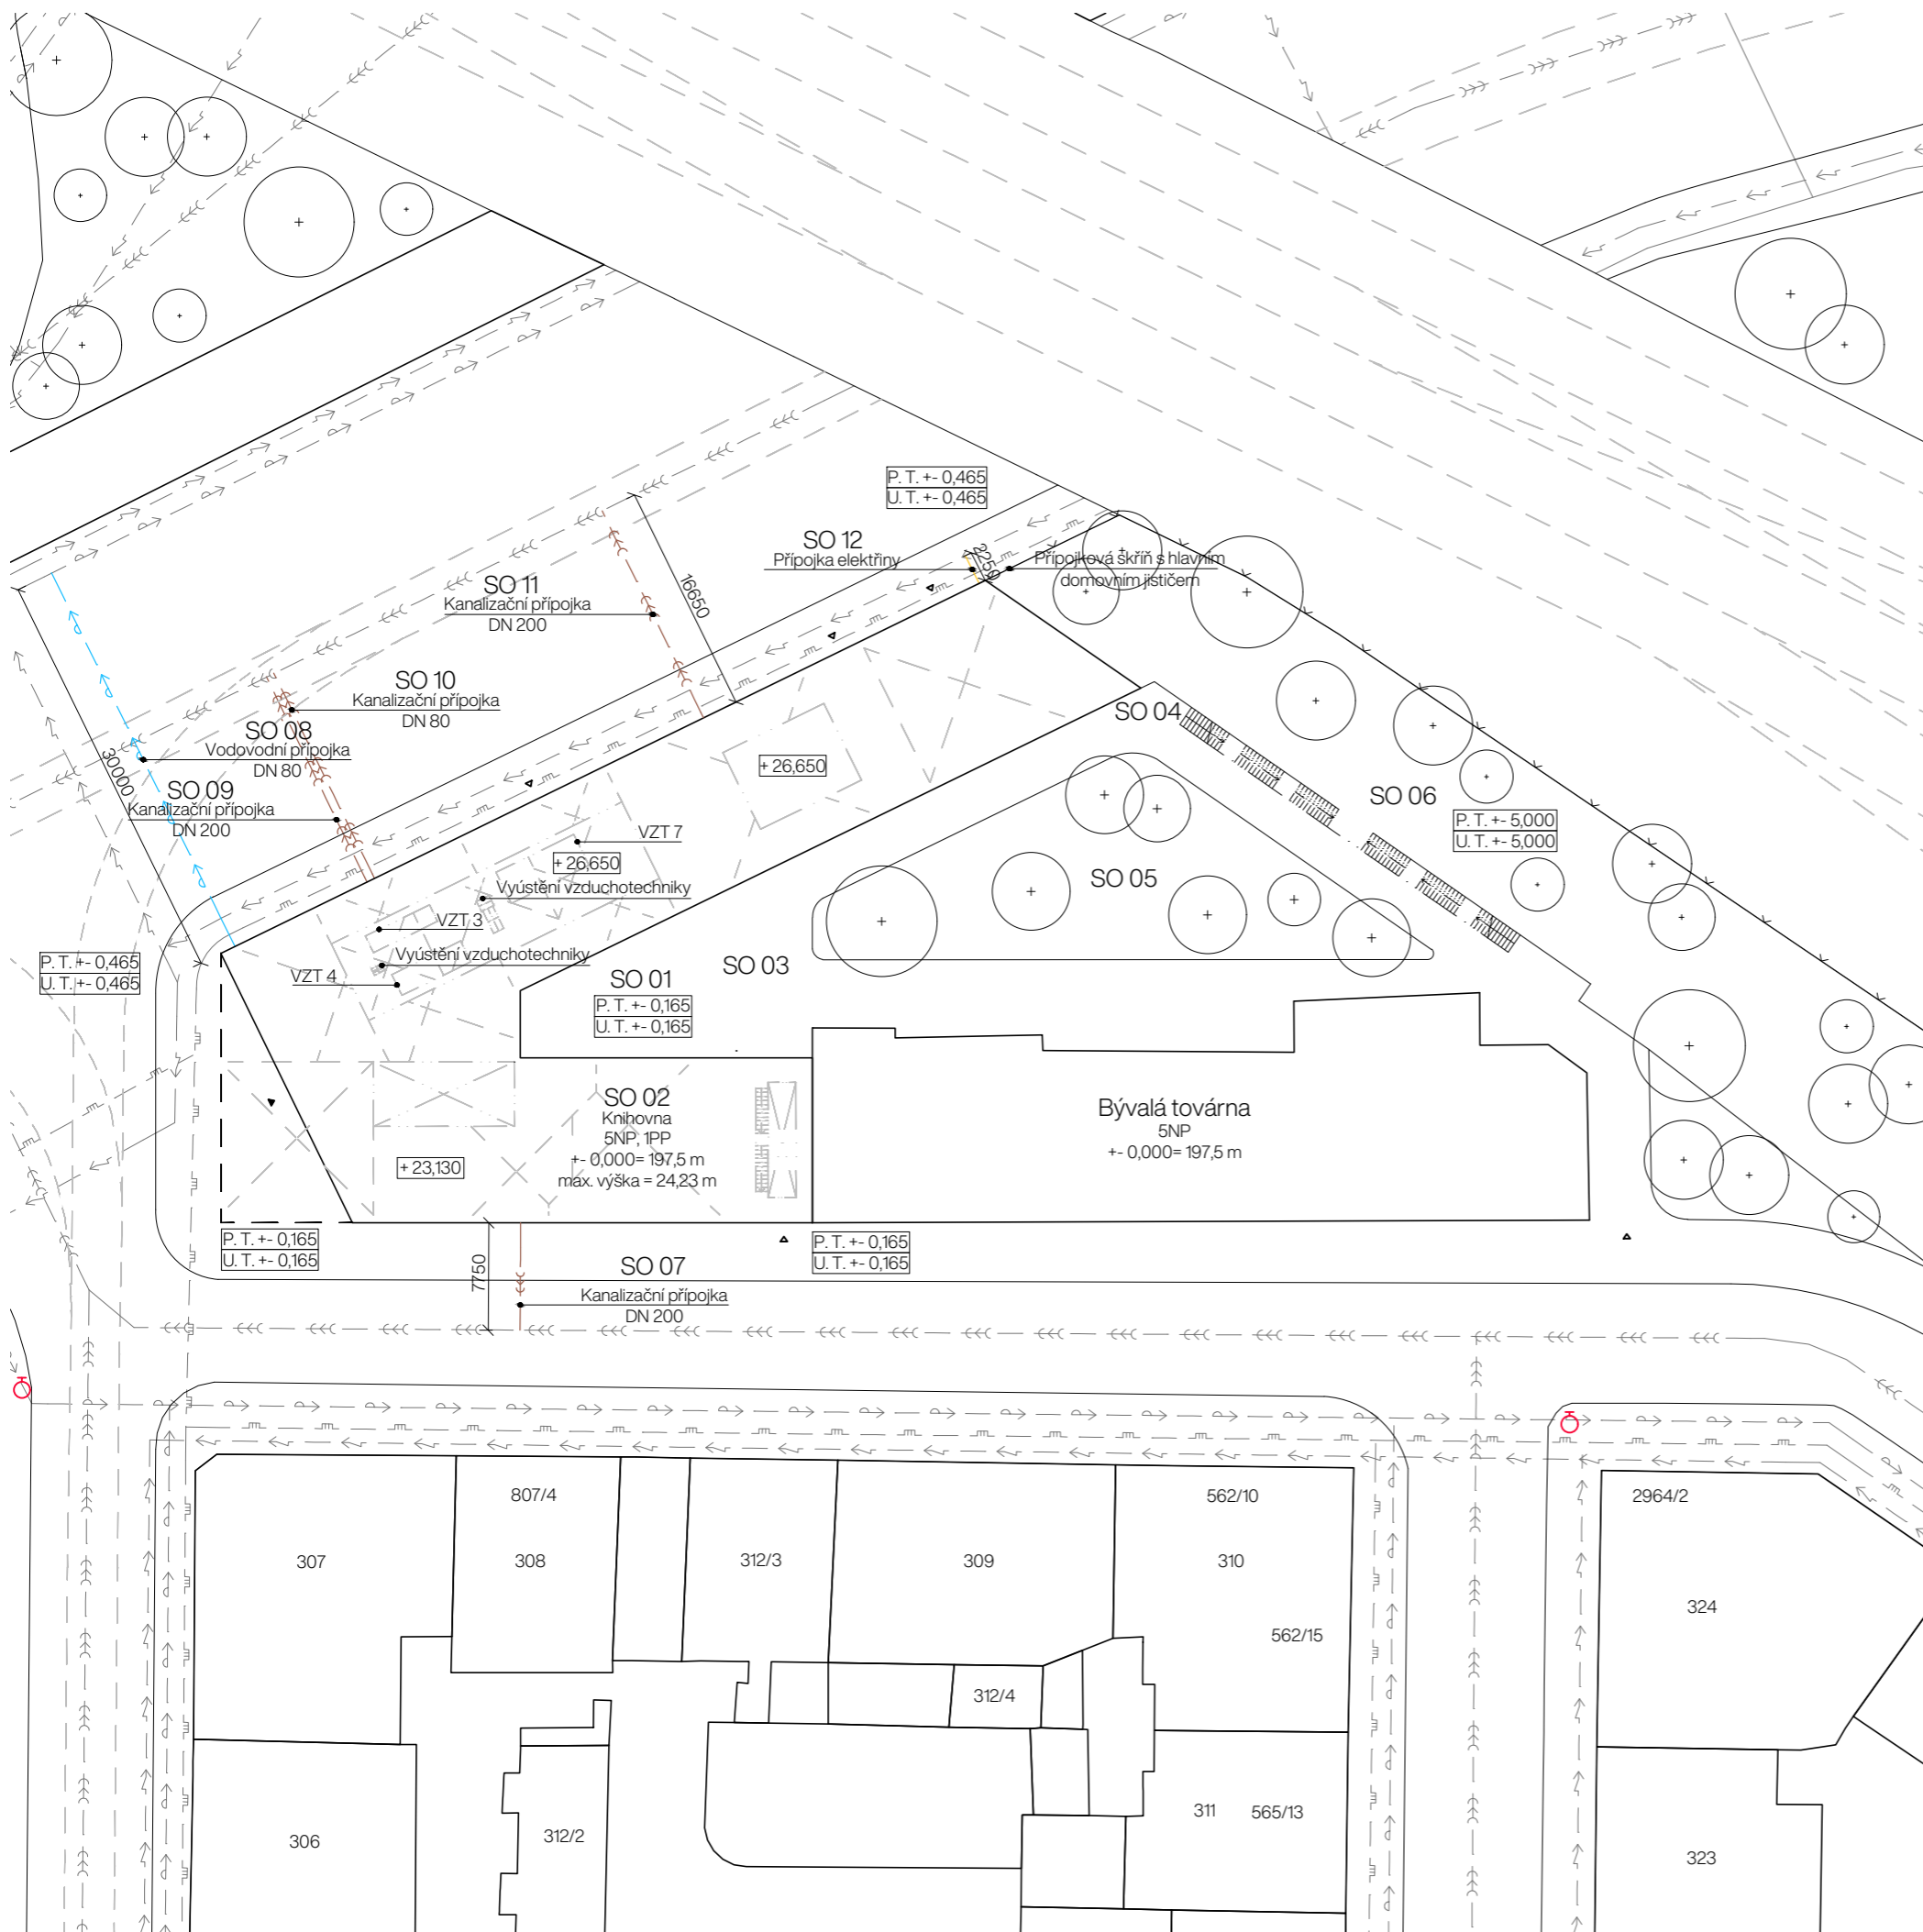 P. T. +- 0,465
U. T. +- 0,465
SO 12
Přípojka elektřiny
2250
Přípojková skříň s hlavním
domovním jističem
SO 11
Kanalizační přípojka
DN 200
16650
SO 10
Kanalizační přípojka
DN 80
SO 08
Vodovodní přípojka
DN 80
30000
SO 09
Kanalizační přípojka
DN 200
SO 04
+ 26,650
SO 06
P. T. +- 5,000
U. T. +- 5,000
VZT 7
+ 26,650
Vyústění vzduchotechniky
SO 05
VZT 3
Vyústění vzduchotechniky
VZT 4
P. T. +- 0,465
U. T. +- 0,465
SO 01
P. T. +- 0,165
U. T. +- 0,165
SO 03
SO 02
Knihovna
5NP, 1PP
+- 0,000= 197,5 m
max. výška = 24,23 m
+ 23,130
Bývalá továrna
5NP
+- 0,000= 197,5 m
P. T. +- 0,165
U. T. +- 0,165
P. T. +- 0,165
U. T. +- 0,165
7750
SO 07
Kanalizační přípojka
DN 200
807/4
562/10
2964/2
307
308
312/3
309
310
324
562/15
312/4
306
312/2
311
565/13
323